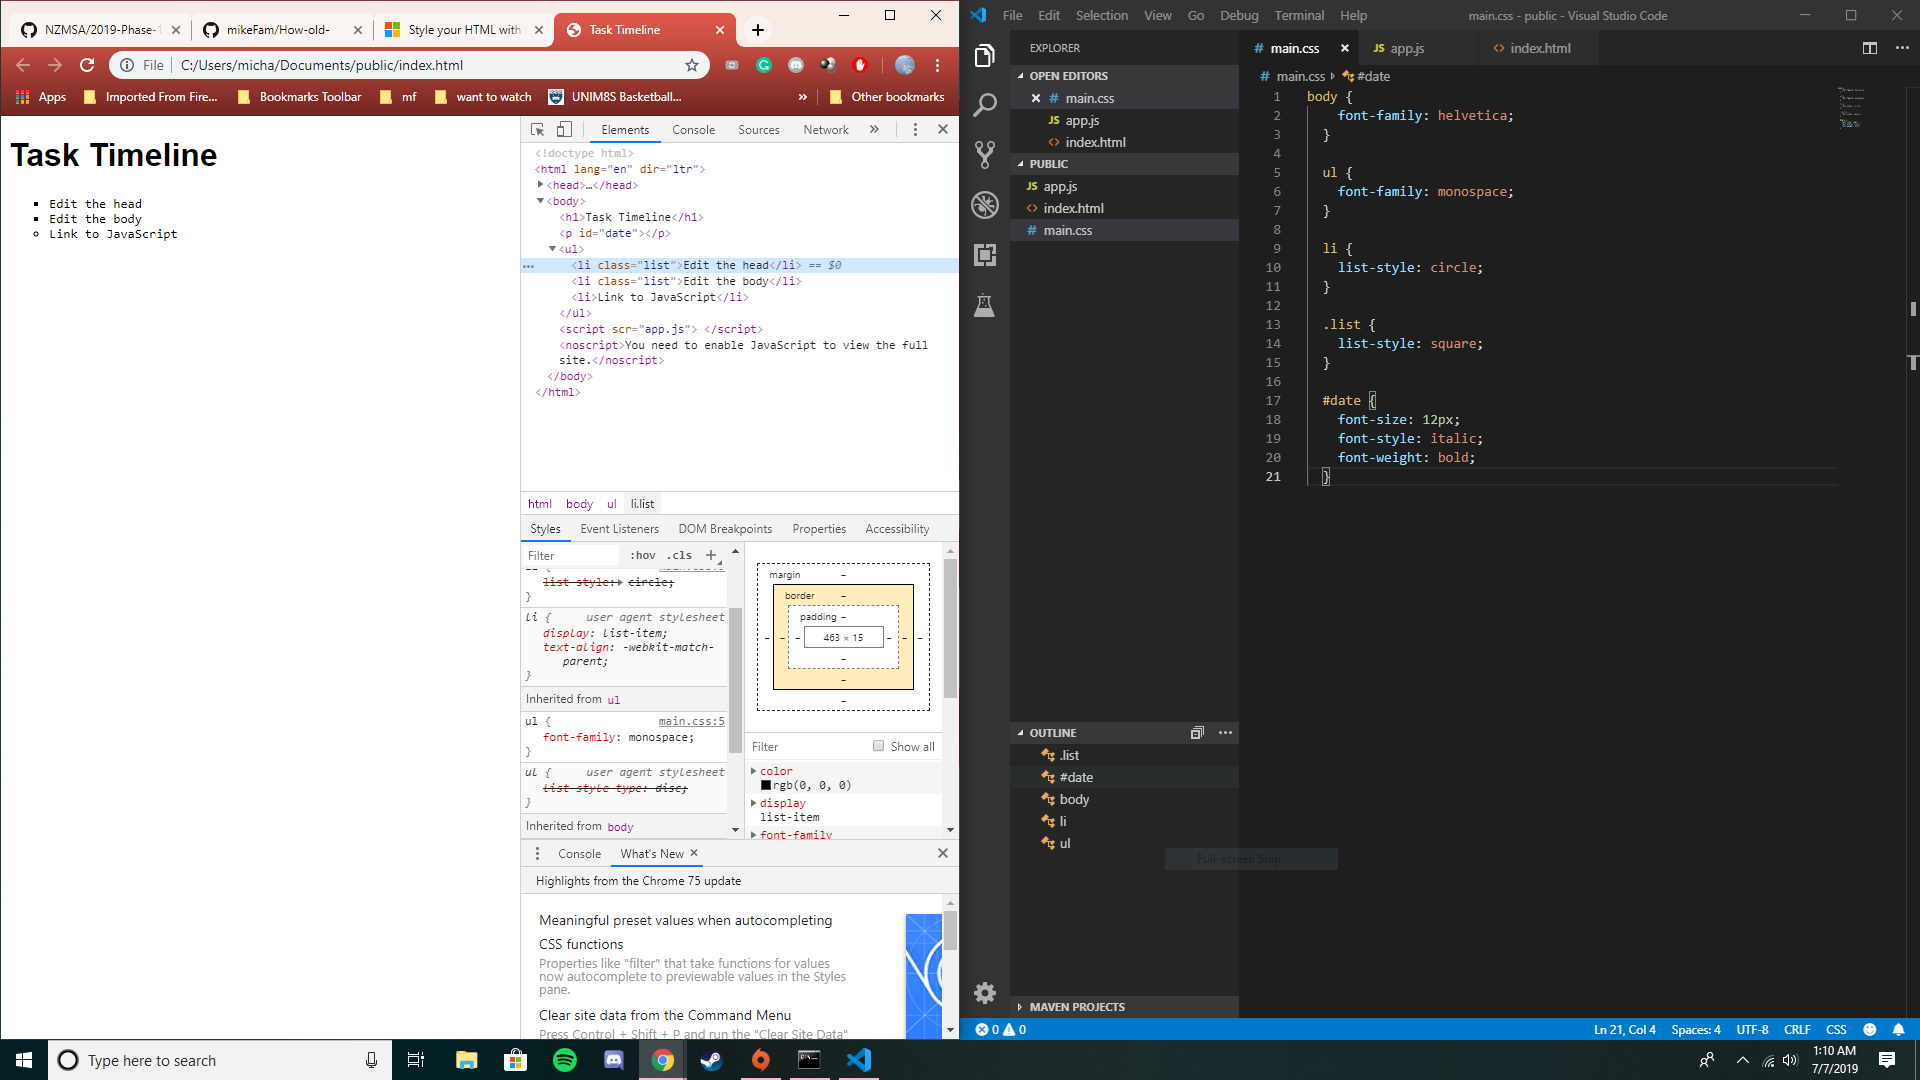 NZMSA/2019-Phase-1
mikeFam/How-old-
Style your HTML with
Task Timeline
File
C:/Users/micha/Documents/public/index.html
Apps
Imported From Fire...
Bookmarks Toolbar
mf
want to watch
UNIM8S Basketball...
»
Other bookmarks
Task Timeline
Edit the head
Edit the body
Link to JavaScript
Elements
Console
Sources
Network
»
<!doctype html>
<html lang="en" dir="ltr">
<head>…</head>
<body>
<h1>Task Timeline</h1>
<p id="date"></p>
<ul>
<li class="list">Edit the head</li> == $0
<li class="list">Edit the body</li>
<li>Link to JavaScript</li>
</ul>
<script scr="app.js"> </script>
<noscript>You need to enable JavaScript to view the full
site.</noscript>
</body>
</html>
html body ul li.list
Styles
Event Listeners
DOM Breakpoints
Properties
Accessibility
Filter
:hov .cls +
list-style: circle;
}
li { user agent stylesheet
display: list-item;
text-align: -webkit-match-
parent;
}
Inherited from ul
ul { main.css:5
font-family: monospace;
}
ul { user agent stylesheet
list-style-type: disc;
}
Inherited from body
margin -
border -
padding -
- - - 463 × 15 - - -
-
-
-
Filter
Show all
color
rgb(0, 0, 0)
display
list-item
font-family
Console
What's New
Highlights from the Chrome 75 update
Meaningful preset values when autocompleting
CSS functions
Properties like "filter" that take functions for values
now autocomplete to previewable values in the Styles
pane.
Clear site data from the Command Menu
Press Control + Shift + P and run the "Clear Site Data"
File Edit Selection View Go Debug Terminal Help
main.css - public - Visual Studio Code
EXPLORER
OPEN EDITORS
# main.css
JS app.js
<> index.html
PUBLIC
JS app.js
<> index.html
# main.css
OUTLINE
.list
#date
body
li
ul
Full-screen Snip
MAVEN PROJECTS
# main.css
JS app.js
<> index.html
# main.css › #date
1 body {
2 font-family: helvetica;
3 }
4
5 ul {
6 font-family: monospace;
7 }
8
9 li {
10 list-style: circle;
11 }
12
13 .list {
14 list-style: square;
15 }
16
17 #date {
18 font-size: 12px;
19 font-style: italic;
20 font-weight: bold;
21 }
0 0
Ln 21, Col 4
Spaces: 4
UTF-8
CRLF
CSS
Type here to search
1:10 AM
7/7/2019